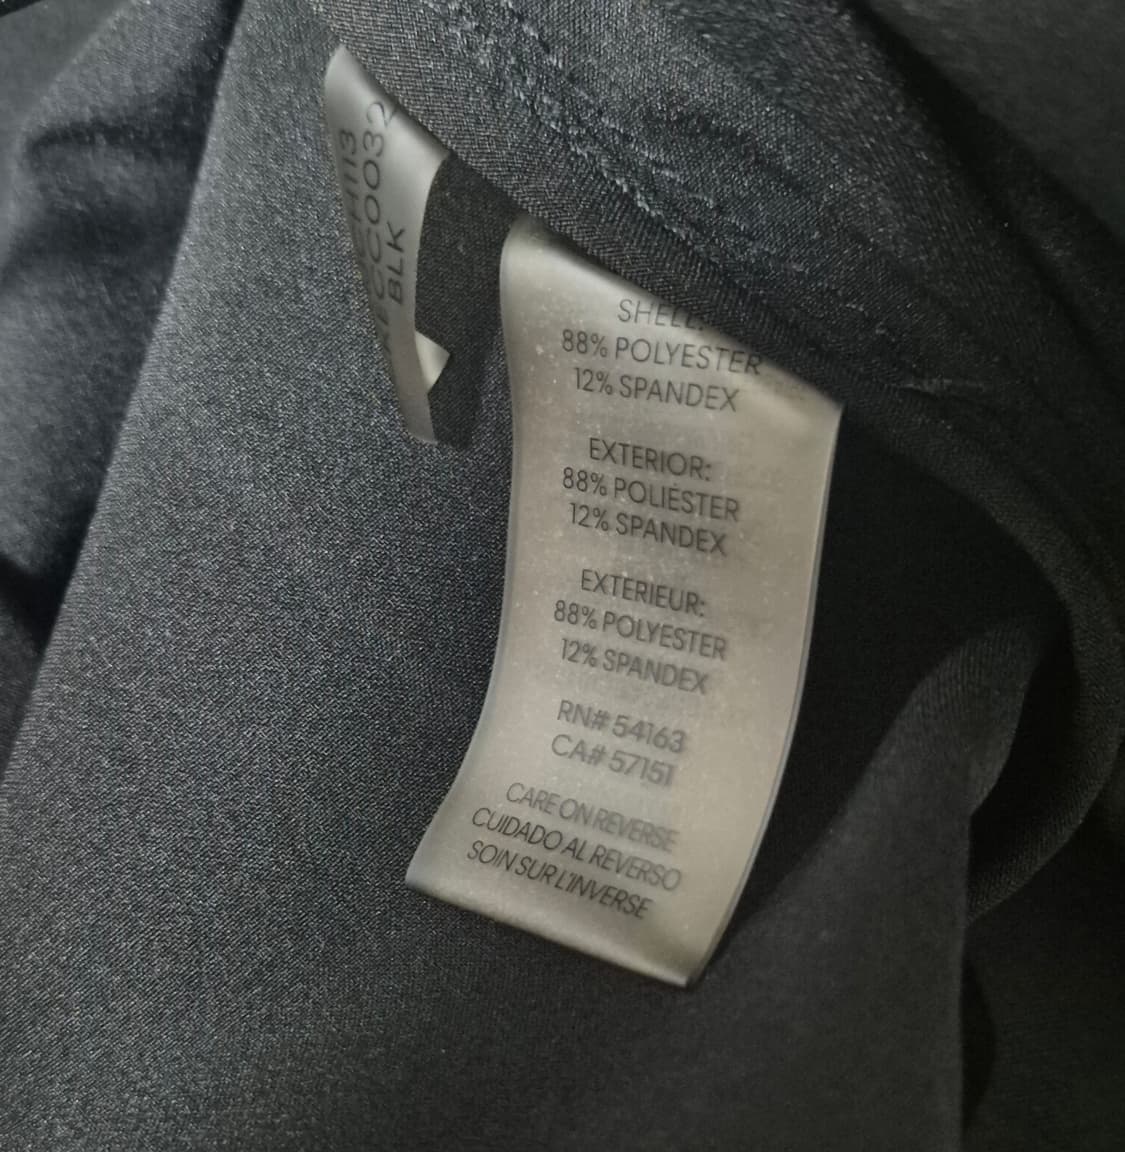 BLK
SHELL:
88% POLYESTER
12% SPANDEX
EXTERIOR:
88% POLIÉSTER
12% SPANDEX
EXTERIEUR:
88% POLYESTER
12% SPANDEX
RN# 54163
CA# 57151
CARE ON REVERSE
CUIDADO AL REVERSO
SOIN SUR L'INVERSE